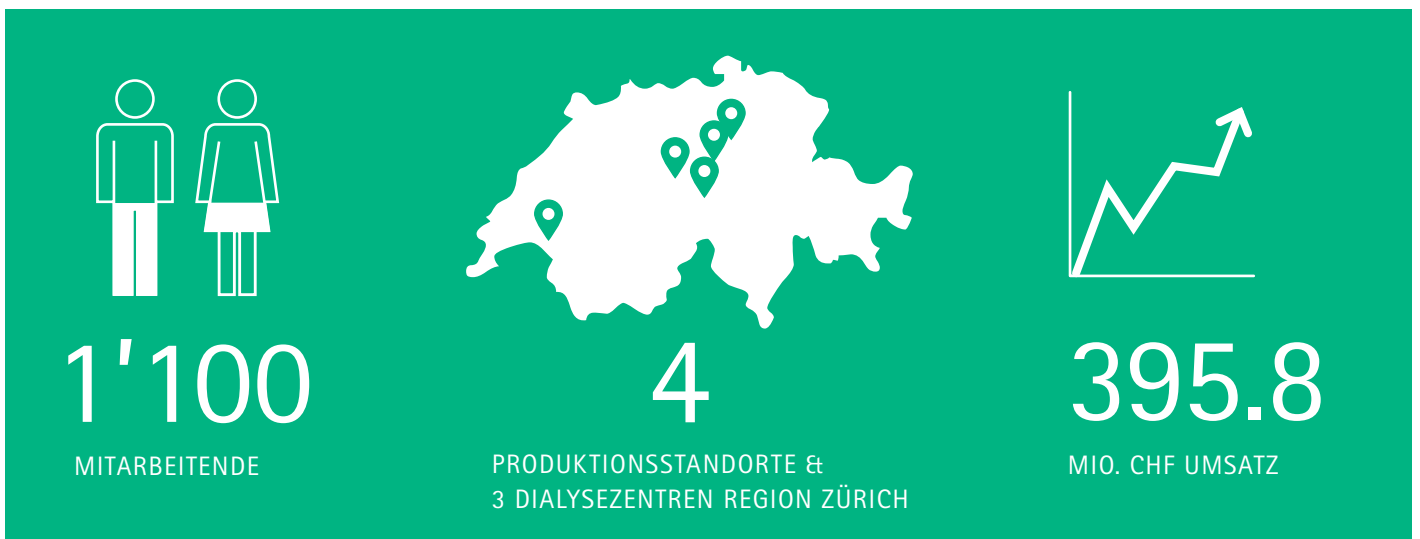 1'100
MITARBEITENDE
4
PRODUKTIONSSTANDORTE &
3 DIALYSEZENTREN REGION ZÜRICH
395.8
MIO. CHF UMSATZ